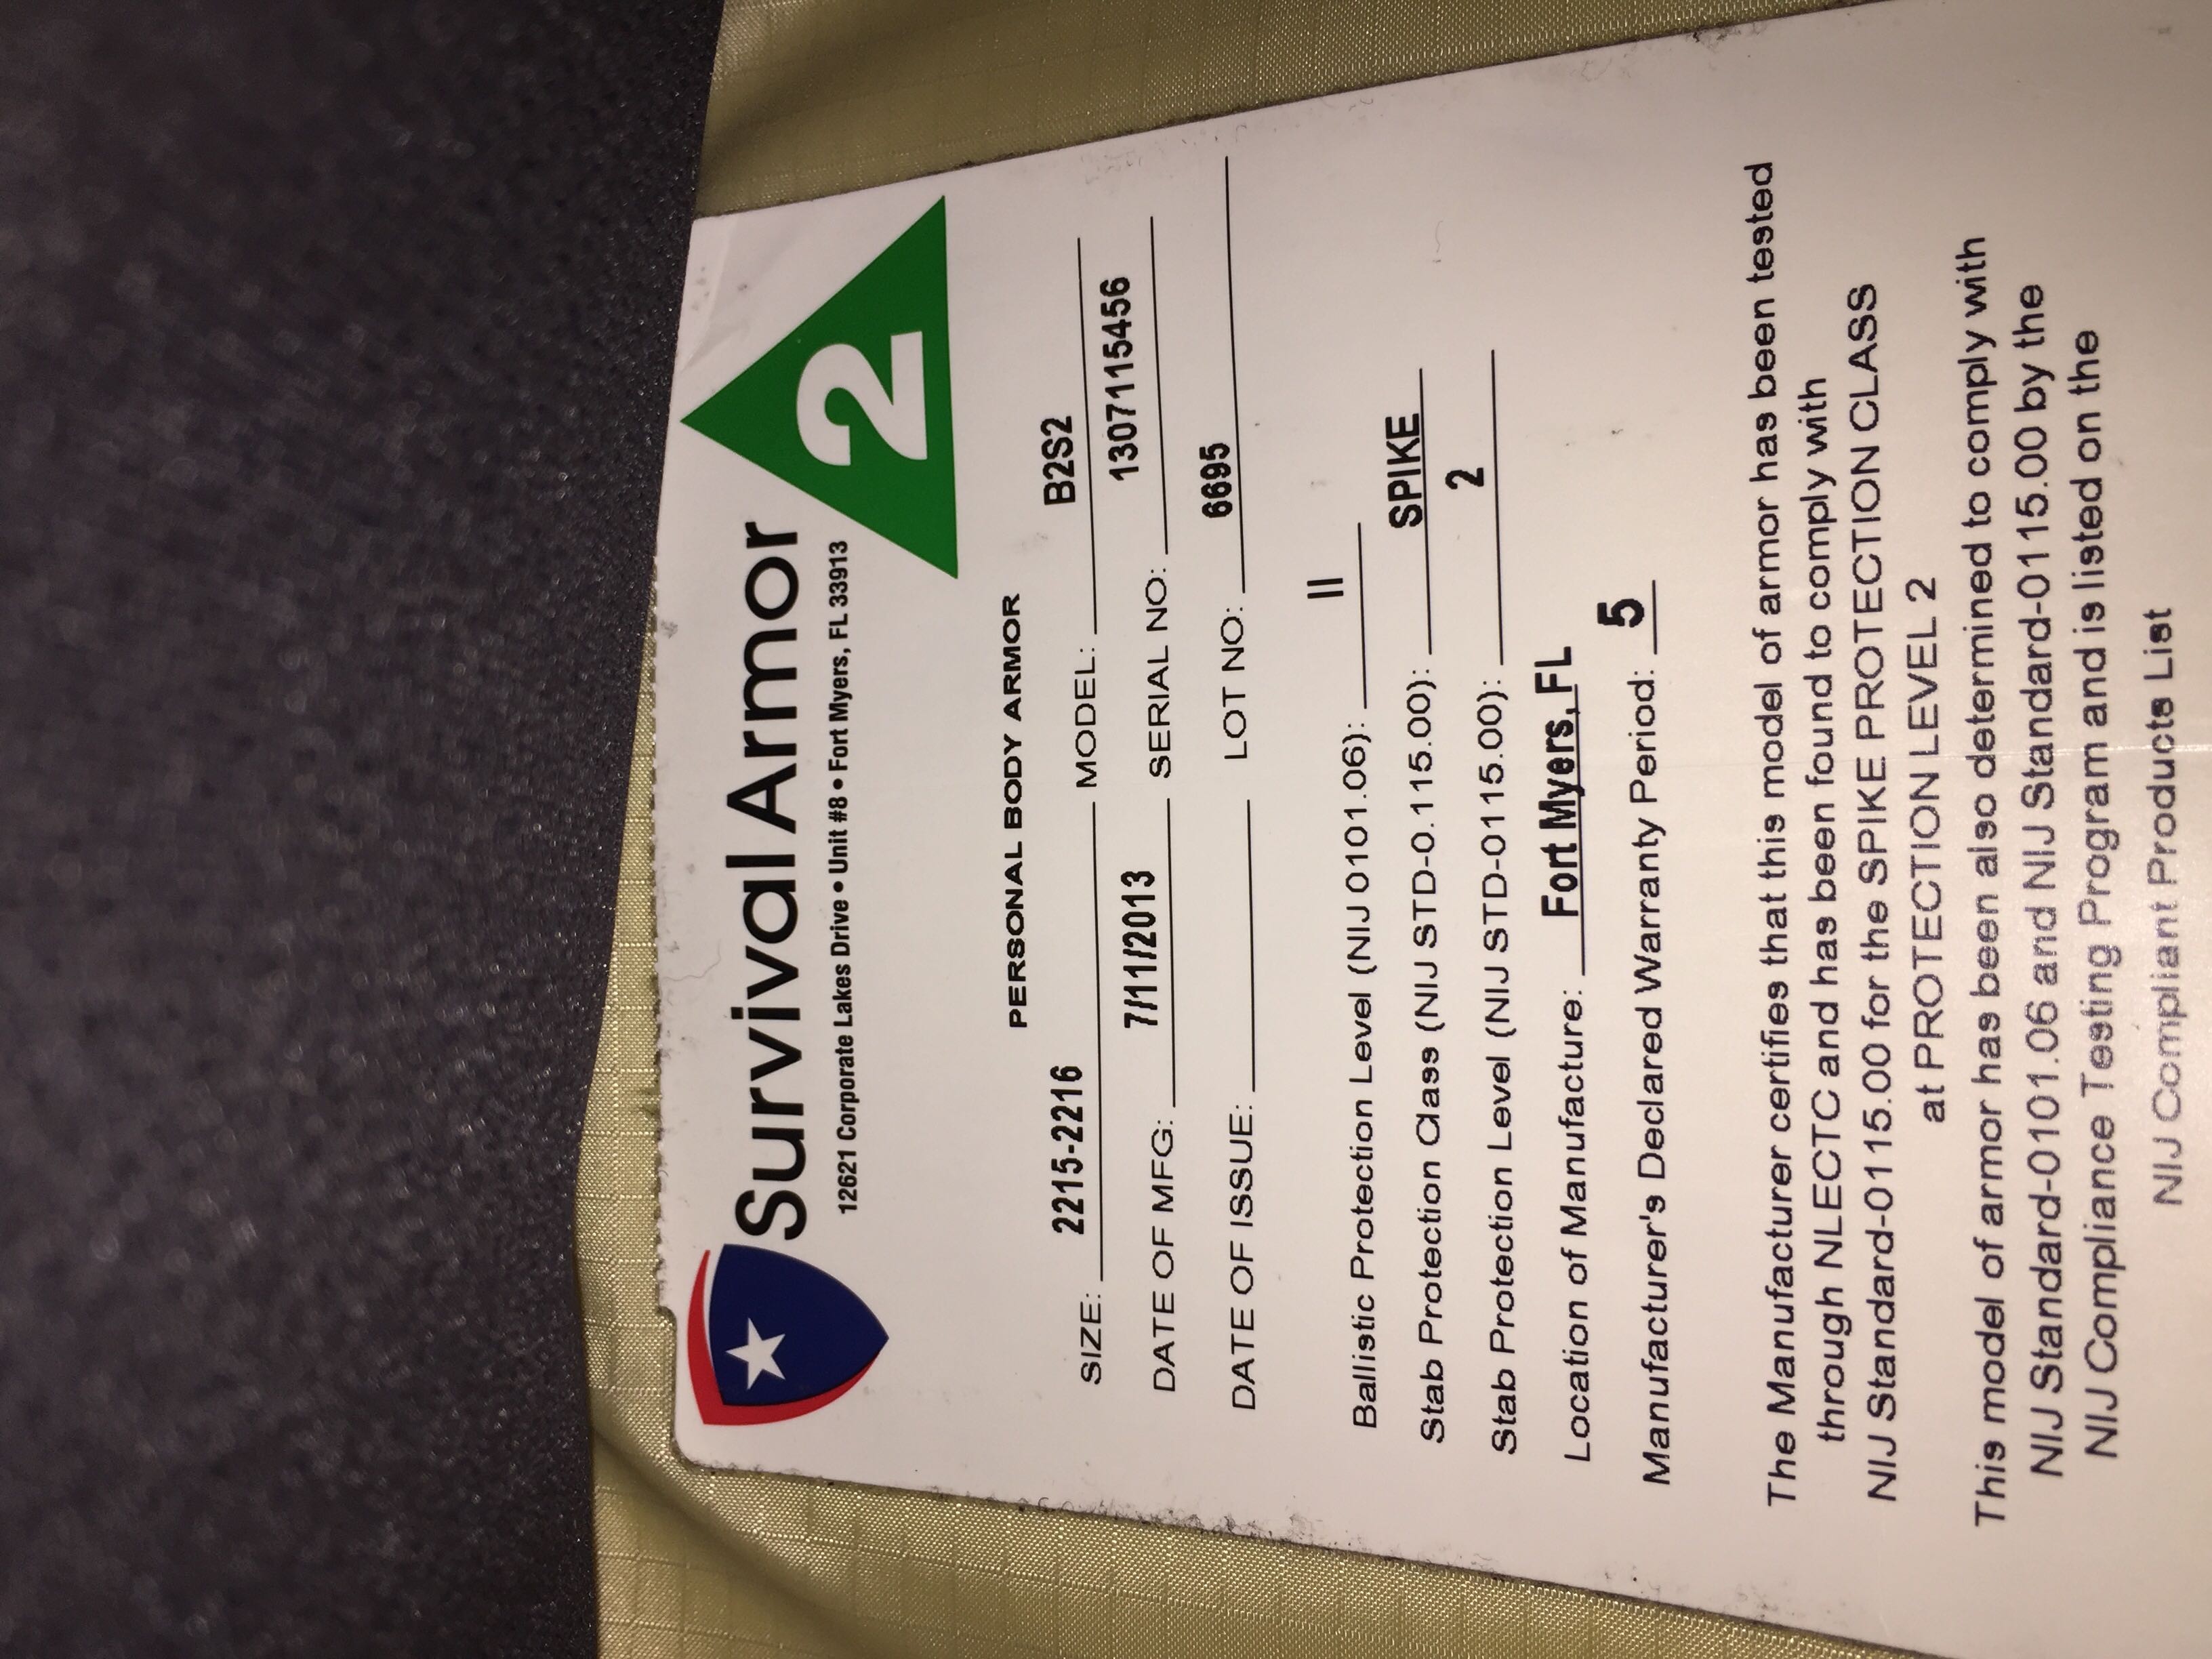 Survival Armor
12621 Corporate Lakes Drive • Unit #8 • Fort Myers, FL 33913
2
PERSONAL BODY ARMOR
SIZE: 2215-2216 MODEL: B2S2
DATE OF MFG: 7/11/2013 SERIAL NO: 1307115456
DATE OF ISSUE: LOT NO: 6695
Ballistic Protection Level (NIJ 0101.06): II
Stab Protection Class (NIJ STD-0.115.00): SPIKE
Stab Protection Level (NIJ STD-0115.00): 2
Location of Manufacture: Fort Myers, FL
Manufacturer's Declared Warranty Period: 5
The Manufacturer certifies that this model of armor has been tested
through NLECTC and has been found to comply with
NIJ Standard-0115.00 for the SPIKE PROTECTION CLASS
at PROTECTION LEVEL 2
This model of armor has been also determined to comply with
NIJ Standard-0101.06 and NIJ Standard-0115.00 by the
NIJ Compliance Testing Program and is listed on the
NIJ Compliant Products List